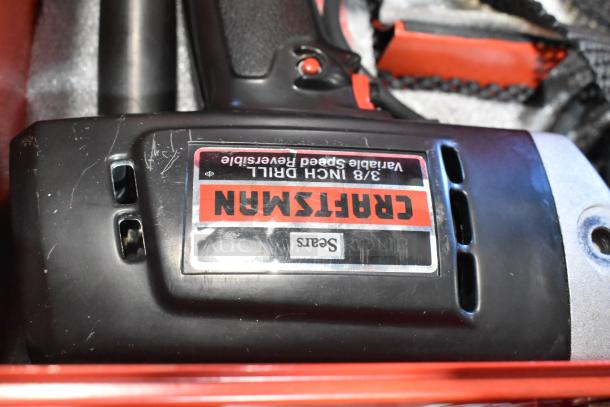 Sears
CRAFTSMAN
3/8 INCH DRILL
Variable Speed Reversible